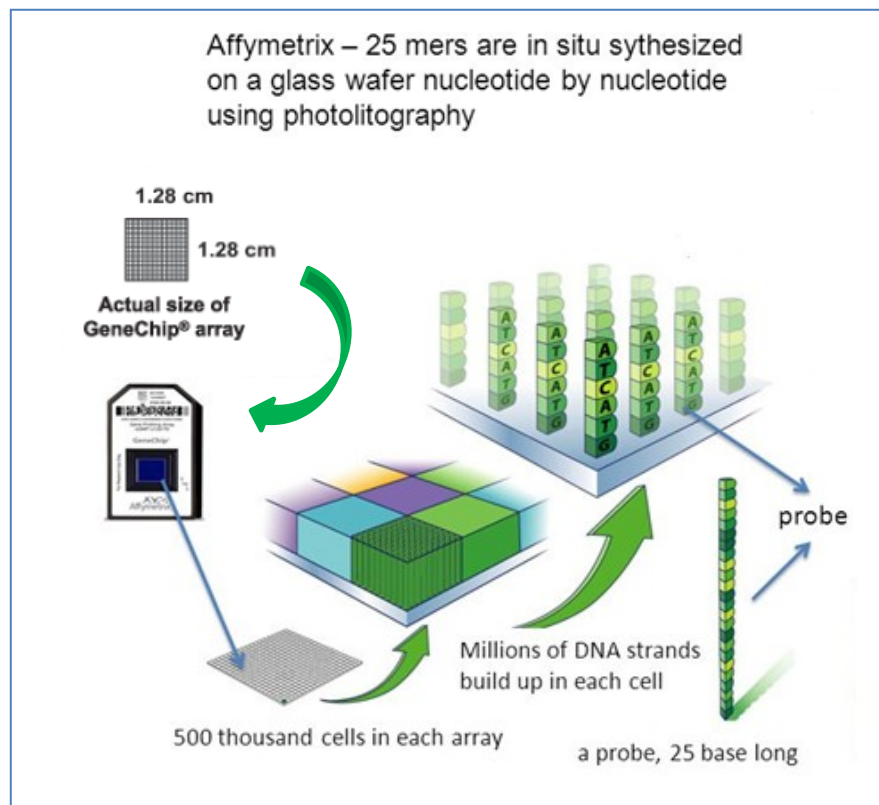 Affymetrix – 25 mers are in situ sythesized
on a glass wafer nucleotide by nucleotide
using photolitography
1.28 cm
1.28 cm
Actual size of
GeneChip® array
GeneChip®
Affymetrix
A T C A T G
A T C A T G
A T C A T G
A T C A T G
A T C A T G
probe
Millions of DNA strands
build up in each cell
500 thousand cells in each array
a probe, 25 base long